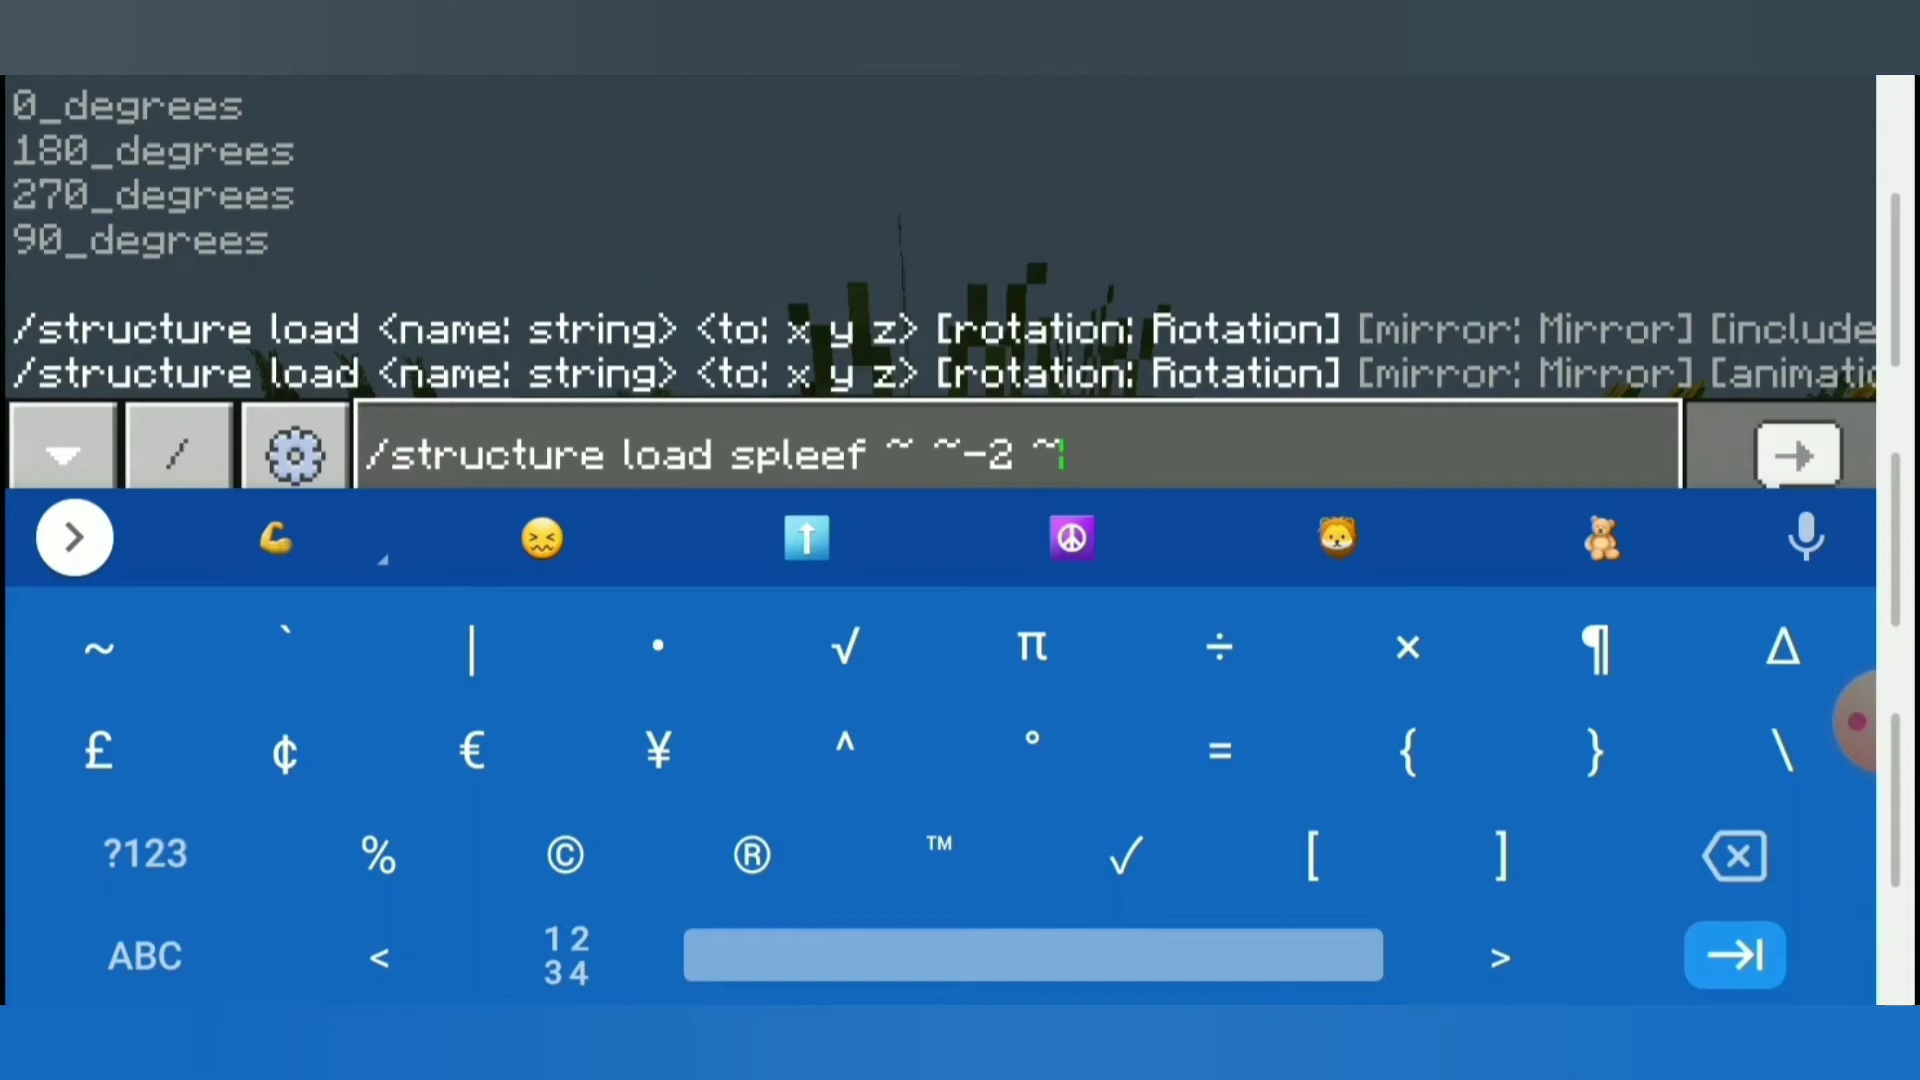 0_degrees
180_degrees
270_degrees
90_degrees
/structure load <name: string> <to: x y z> [rotation: Rotation] [mirror: Mirror] [include
/structure load <name: string> <to: x y z> [rotation: Rotation] [mirror: Mirror] [animatio
/ /structure load spleef ~ ~-2 ~
~ ` | • √ π ÷ × ¶ Δ
£ ¢ € ¥ ^ ° = { } \
?123 % © ® ™ ✓ [ ]
ABC < 12 34 >